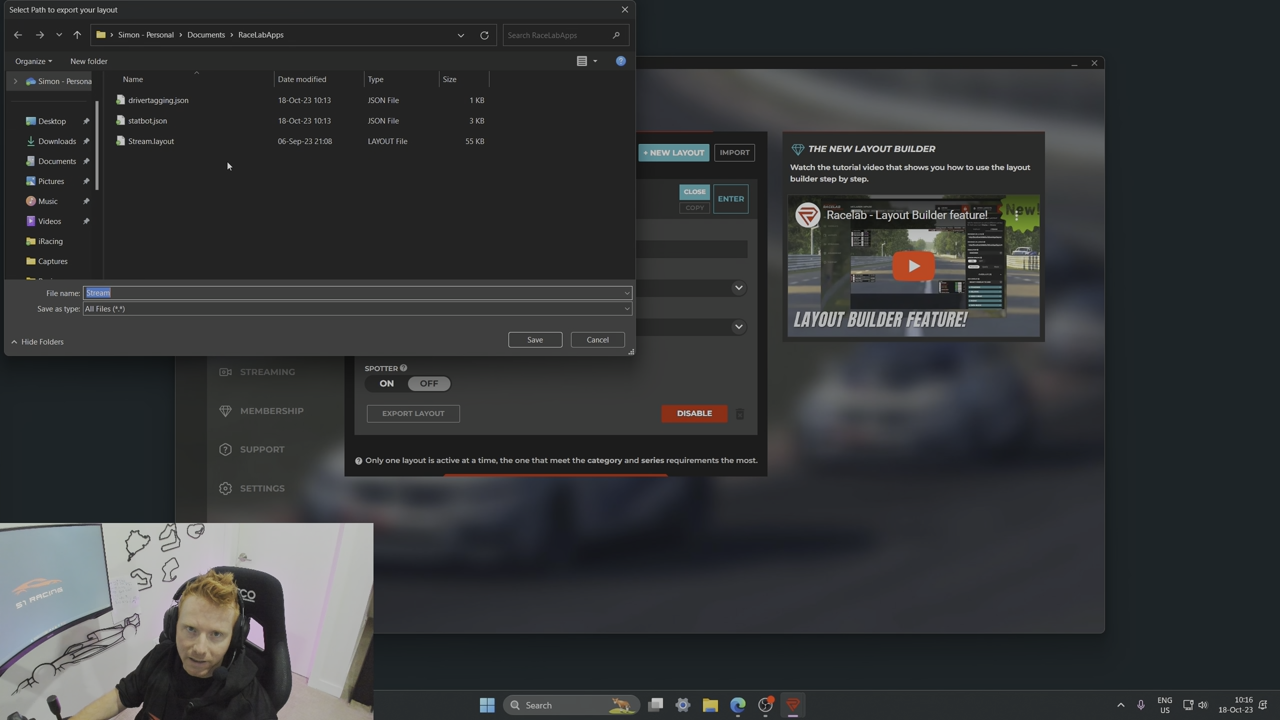 Select Path to export your layout
Simon - Personal > Documents > RaceLabApps
Search RaceLabApps
Organize
New folder
Simon - Persona
Desktop
Downloads
Documents
Pictures
Music
Videos
iRacing
Captures
Name Date modified Type Size
drivertagging.json 18-Oct-23 10:13 JSON File 1 KB
statbot.json 18-Oct-23 10:13 JSON File 3 KB
Stream.layout 06-Sep-23 21:08 LAYOUT File 55 KB
File name: Stream
Save as type: All Files (*.*)
Hide Folders
Save
Cancel
+ NEW LAYOUT
IMPORT
CLOSE
COPY
ENTER
THE NEW LAYOUT BUILDER
Watch the tutorial video that shows you how to use the layout
builder step by step.
Racelab - Layout Builder feature!
New!
LAYOUT BUILDER FEATURE!
STREAMING
MEMBERSHIP
SUPPORT
SETTINGS
SPOTTER
ON OFF
EXPORT LAYOUT
DISABLE
Only one layout is active at a time, the one that meet the category and series requirements the most.
S1 RACING
CO
Search
ENG
US
10:16
18-Oct-23